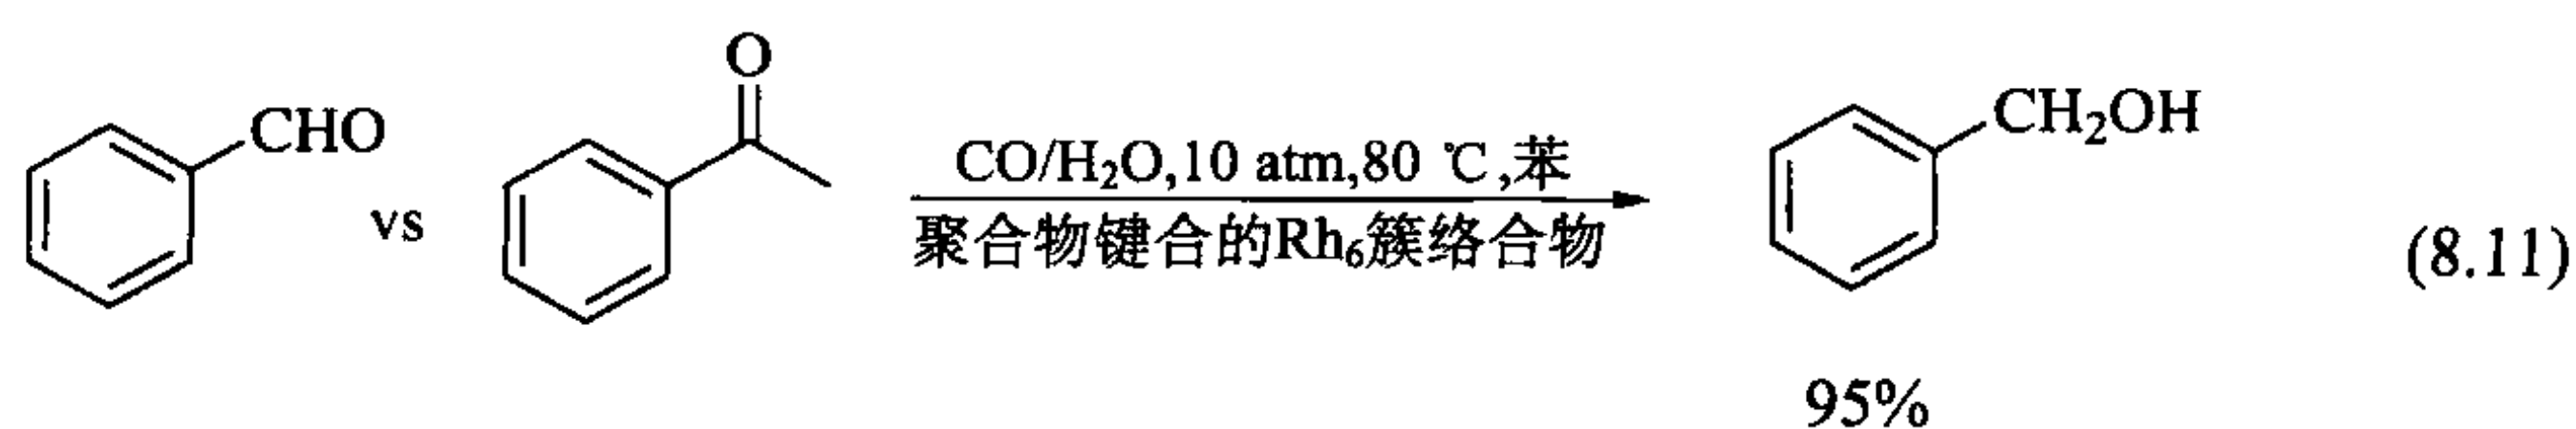 O
CHO
vs
CO/H₂O,10 atm,80 ℃,苯
聚合物键合的Rh₆簇络合物
CH₂OH
(8.11)
95%